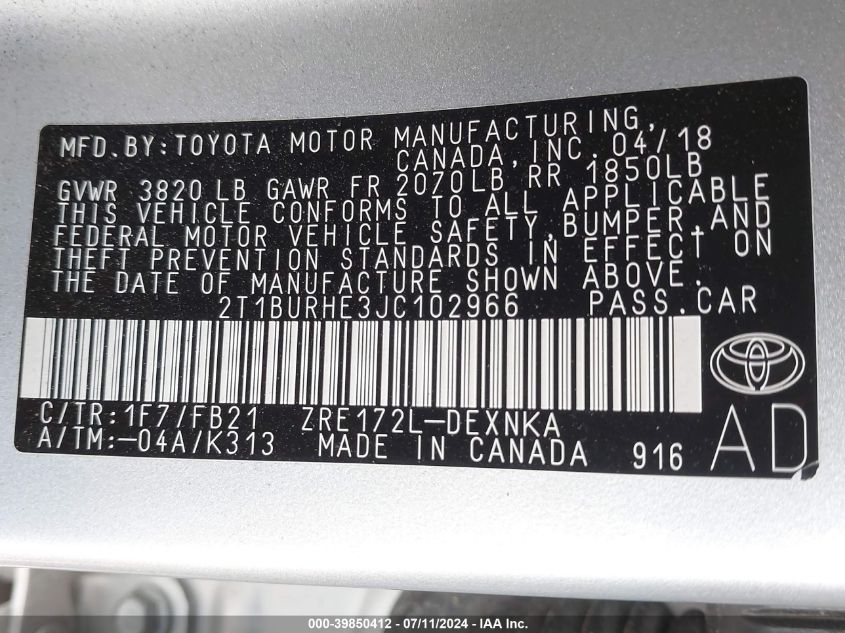 MFD.BY:TOYOTA MOTOR MANUFACTURING,
CANADA, INC. 04/18
GVWR 3820 LB GAWR FR 2070LB RR 1850LB
THIS VEHICLE CONFORMS TO ALL APPLICABLE
FEDERAL MOTOR VEHICLE SAFETY,BUMPER,AND
THEFT PREVENTION STANDARDS IN EFFECT ON
THE DATE OF MANUFACTURE SHOWN ABOVE.
2T1BURHE3JC102966 PASS.CAR
C/TR:1F7/FB21 ZRE172L-DEXNKA
A/TM:-04A/K313 MADE IN CANADA 916 AD
000-39850412 - 07/11/2024 - IAA Inc.